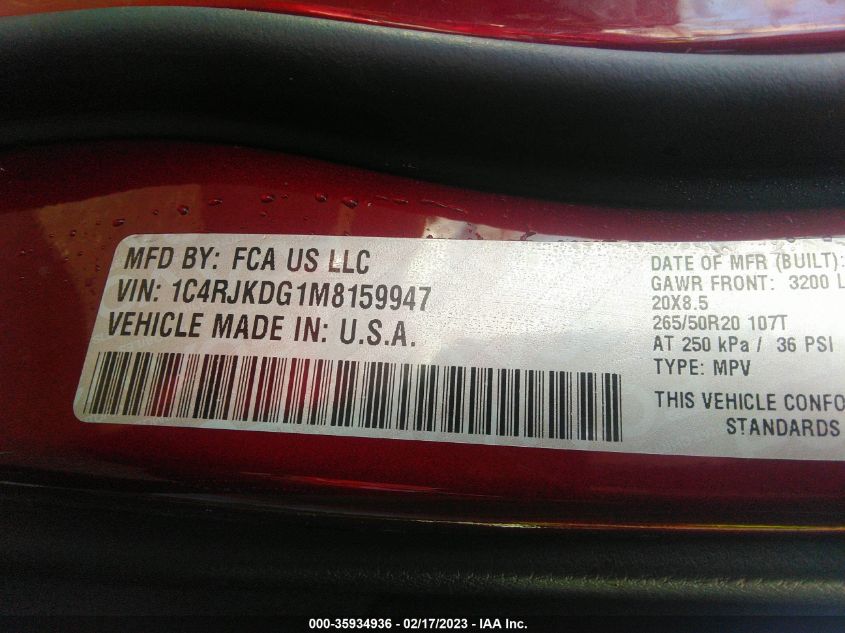 MFD BY: FCA US LLC
VIN: 1C4RJKDG1M8159947
VEHICLE MADE IN: U.S.A.
DATE OF MFR (BUILT):
GAWR FRONT: 3200 L
20X8.5
265/50R20 107T
AT 250 kPa / 36 PSI
TYPE: MPV
THIS VEHICLE CONFO
STANDARDS
000-35934936 - 02/17/2023 - IAA Inc.